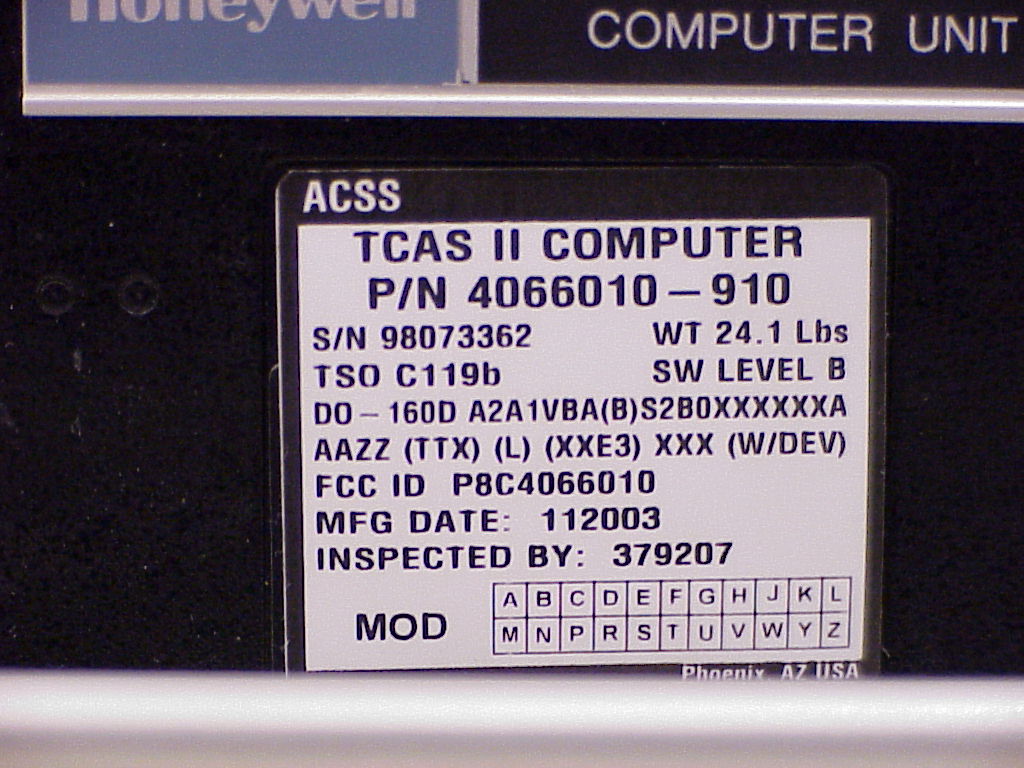 Honeywell
COMPUTER UNIT
ACSS
TCAS II COMPUTER
P/N 4066010-910
S/N 98073362 WT 24.1 Lbs
TSO C119b SW LEVEL B
DO-160D A2A1VBA(B)S2B0XXXXXXA
AAZZ (TTX) (L) (XXE3) XXX (W/DEV)
FCC ID P8C4066010
MFG DATE: 112003
INSPECTED BY: 379207
MOD
A B C D E F G H J K L
M N P R S T U V W Y Z
Phoenix, AZ USA